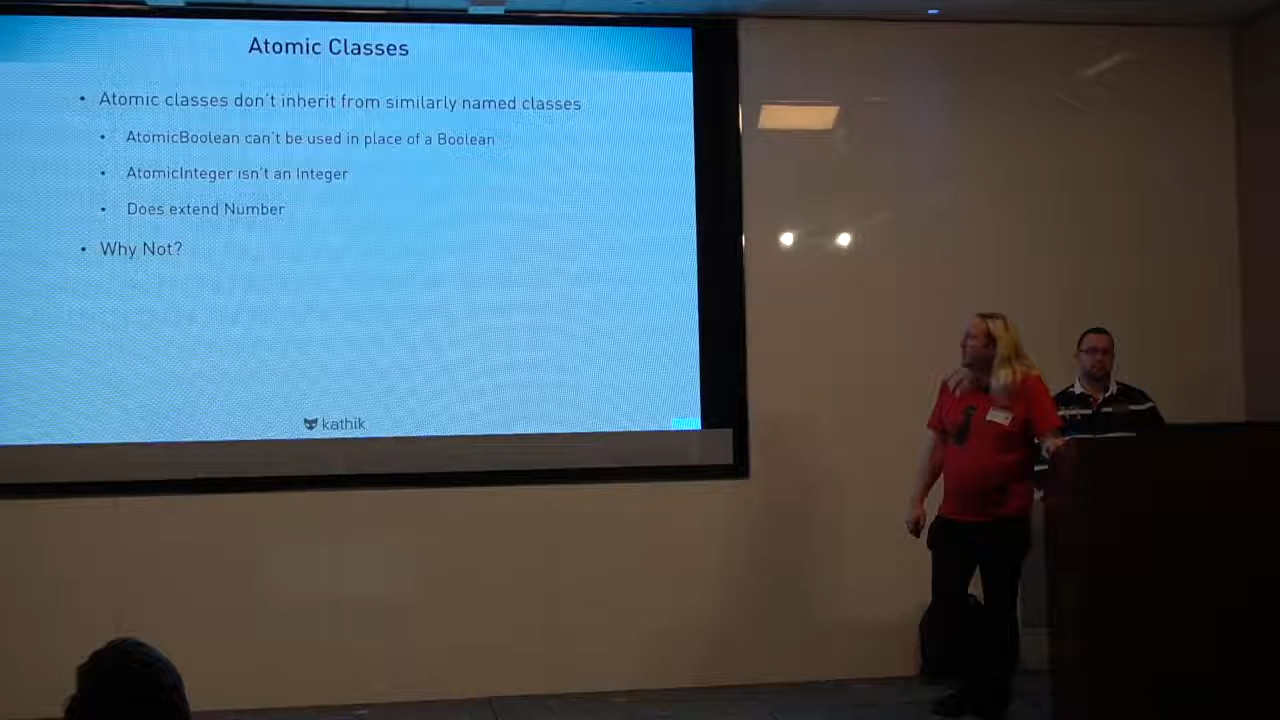 Atomic Classes
• Atomic classes don't inherit from similarly named classes
• AtomicBoolean can't be used in place of a Boolean
• AtomicInteger isn't an Integer
• Does extend Number
• Why Not?
kathik